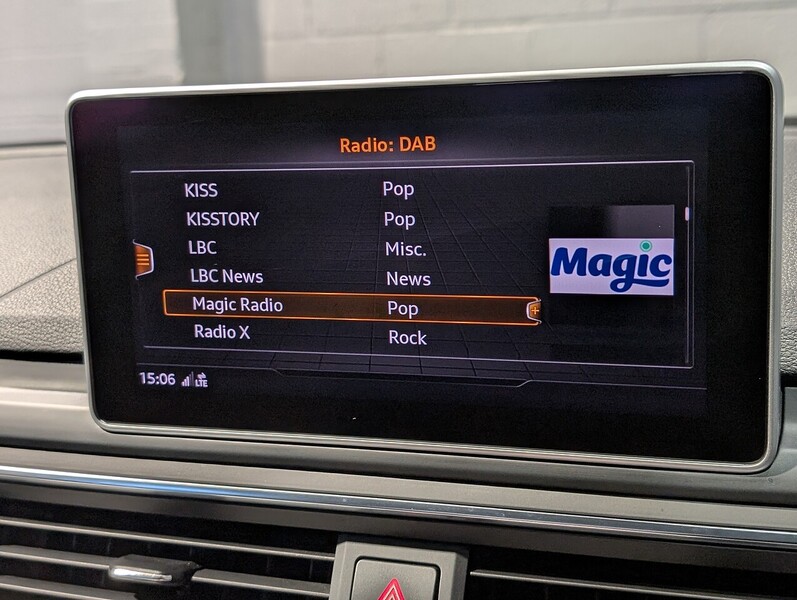 Radio: DAB
KISS Pop
KISSTORY Pop
LBC Misc.
LBC News News
Magic Radio Pop
Radio X Rock
Magic
15:06 LTE